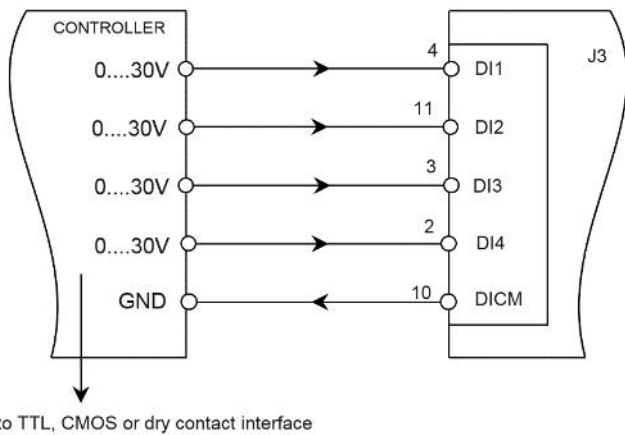 CONTROLLER
J3
0....30V 4 DI1
0....30V 11 DI2
0....30V 3 DI3
0....30V 2 DI4
GND 10 DICM
to TTL, CMOS or dry contact interface